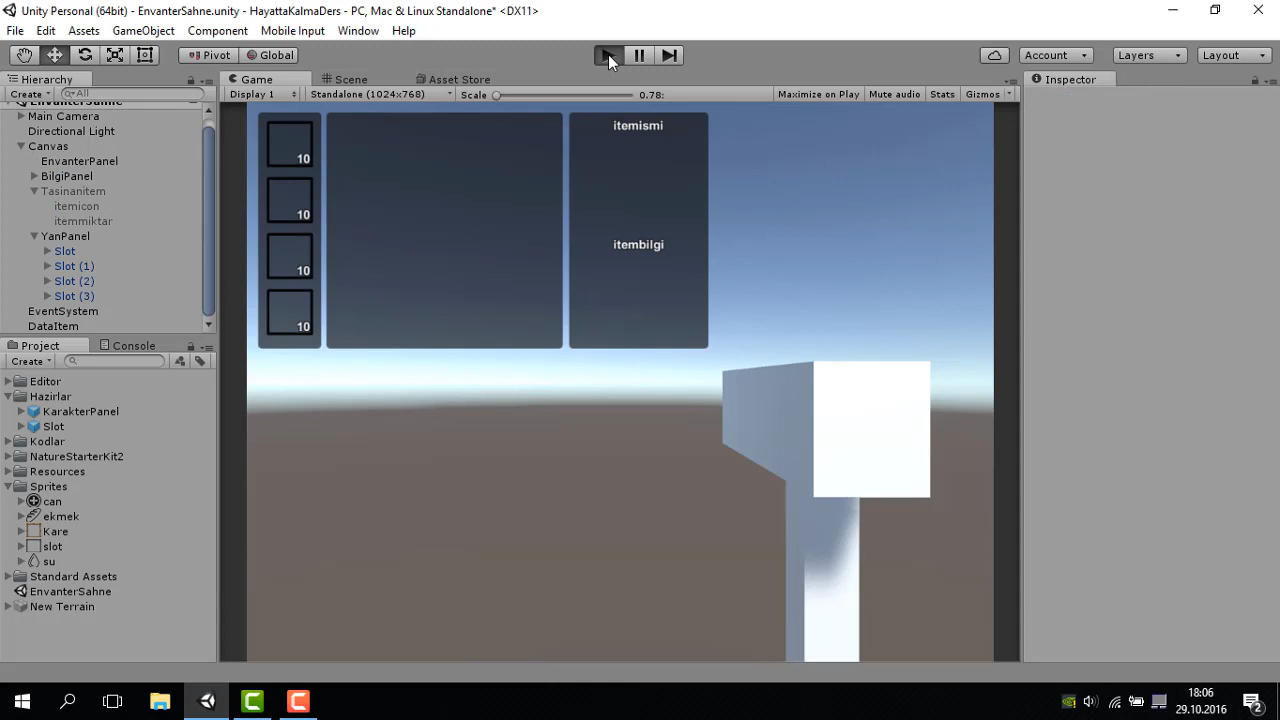 Unity Personal (64bit) - EnvanterSahne.unity - HayattaKalmaDers - PC, Mac & Linux Standalone* <DX11>
File Edit Assets GameObject Component Mobile Input Window Help
Pivot Global Account Layers Layout
Hierarchy Game Scene Asset Store Inspector
Create All Display 1 Standalone (1024x768) Scale 0.78: Maximize on Play Mute audio Stats Gizmos
EnvanterSahne
Main Camera
Directional Light
Canvas
EnvanterPanel
BilgiPanel
Tasinanitem
itemicon
itemmiktar
YanPanel
Slot
Slot (1)
Slot (2)
Slot (3)
EventSystem
DataItem
itemismi
10
10
itembilgi
10
10
Project Console
Create
Editor
Hazirlar
KarakterPanel
Slot
Kodlar
NatureStarterKit2
Resources
Sprites
can
ekmek
Kare
slot
su
Standard Assets
EnvanterSahne
New Terrain
18:06
29.10.2016
2